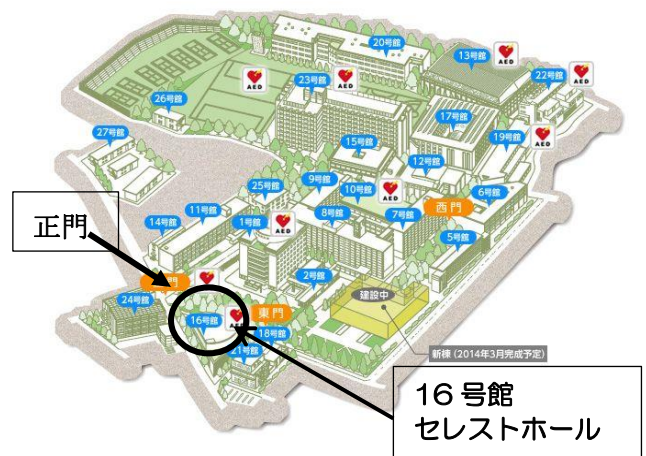 20号館
13号館
AED
AED
23号館
AED
22号館
AED
26号館
17号館
27号館
19号館
AED
15号館
12号館
9号館
10号館
AED
6号館
25号館
正門
11号館
1号館
AED
8号館
7号館
西門
14号館
5号館
2号館
門
AED
建設中
24号館
16号館
AED
東門
18号館
21号館
新棟（2014年3月完成予定）
16号館
セレストホール